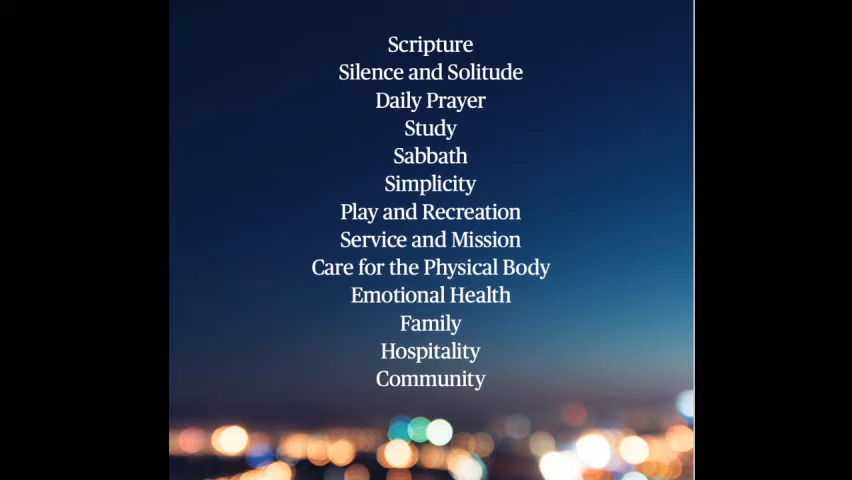 Scripture
Silence and Solitude
Daily Prayer
Study
Sabbath
Simplicity
Play and Recreation
Service and Mission
Care for the Physical Body
Emotional Health
Family
Hospitality
Community